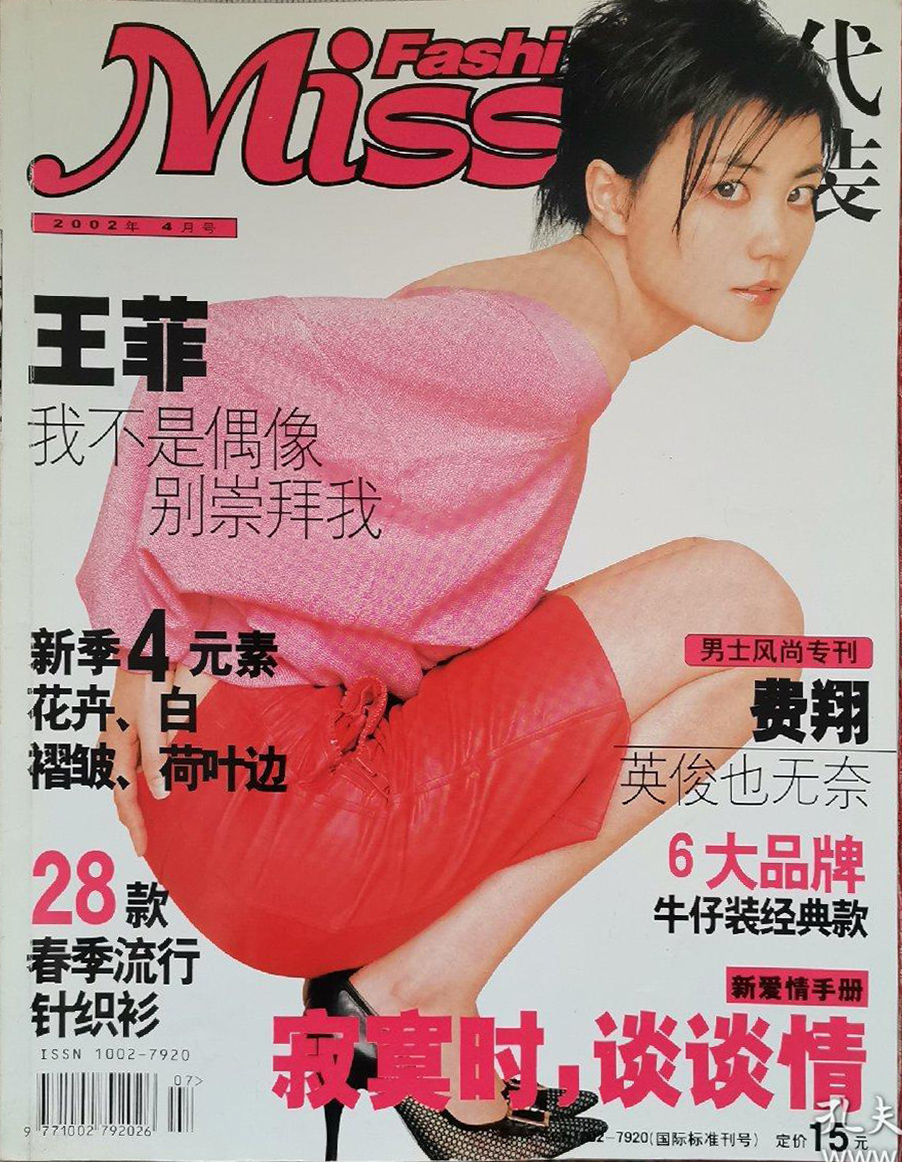 Fashi
Miss
代装
2002年 4月号
王菲
我不是偶像
别崇拜我
新季4元素
花卉、白
褶皱、荷叶边
28款
春季流行
针织衫
ISSN 1002-7920
07>
9 771002 792026
男士风尚专刊
费翔
英俊也无奈
6大品牌
牛仔装经典款
新爱情手册
寂寞时,谈谈情
-7920(国际标准刊号) 定价15元
孔夫
www